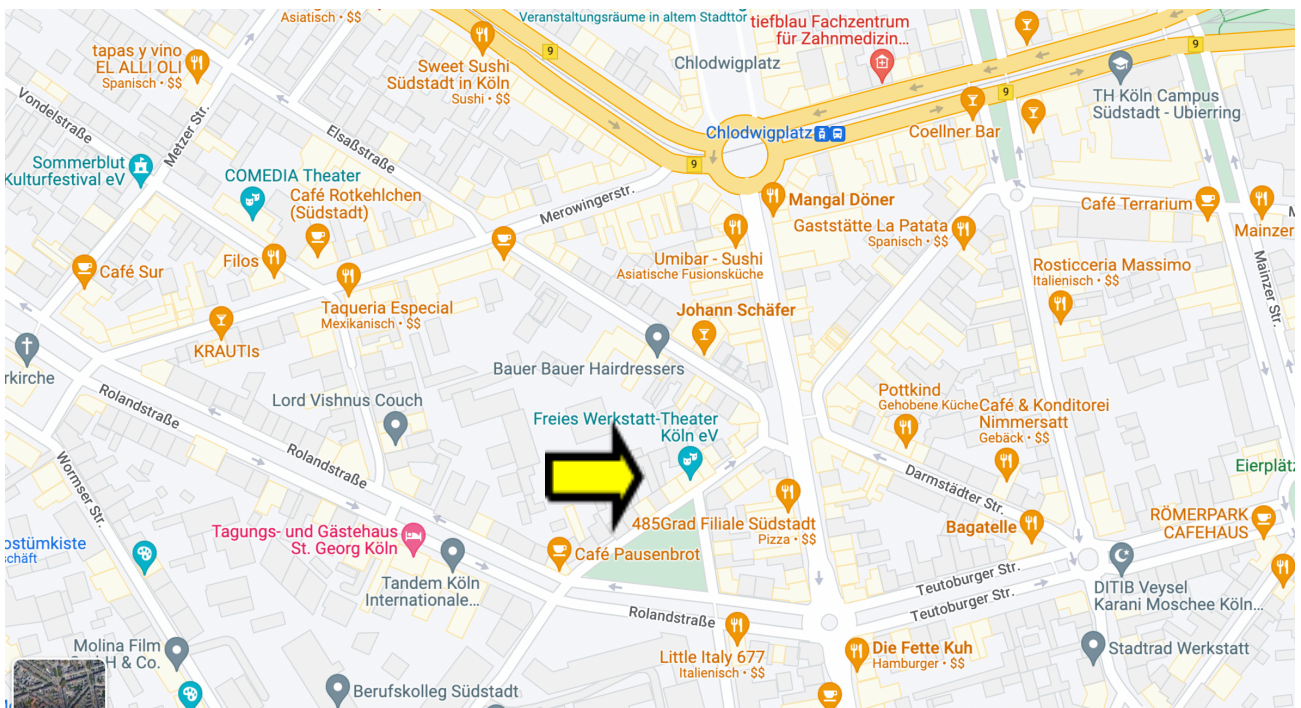 Asiatisch • $$
Veranstaltungsräume in altem Stadttor
tiefblau Fachzentrum
für Zahnmedizin...
tapas y vino
EL ALLI OLI
Spanisch • $$
9
Sweet Sushi
Südstadt in Köln
Sushi • $$
Chlodwigplatz
9
TH Köln Campus
Südstadt - Ubierring
9
Vondelstraße
Metzer Str.
Elsaßstraße
Chlodwigplatz
Coellner Bar
Sommerblut
Kulturfestival eV
COMEDIA Theater
9
Café Rotkehlchen
(Südstadt)
Merowingerstr.
Mangal Döner
Café Terrarium
Gaststätte La Patata
Spanisch • $$
Mainzer
Umibar - Sushi
Asiatische Fusionsküche
Filos
Café Sur
Rosticceria Massimo
Italienisch • $$
Mainzer Str.
Taqueria Especial
Mexikanisch • $$
Johann Schäfer
KRAUTIs
Bauer Bauer Hairdressers
rkirche
Rolandstraße
Lord Vishnus Couch
Pottkind
Gehobene Küche
Café & Konditorei
Nimmersatt
Gebäck • $$
Freies Werkstatt-Theater
Köln eV
Rolandstraße
Wormser Str.
Darmstädter Str.
Eierplätz
485Grad Filiale Südstadt
Pizza • $$
Bagatelle
RÖMERPARK
CAFEHAUS
Tagungs- und Gästehaus
St. Georg Köln
ostümkiste
schäft
Café Pausenbrot
Tandem Köln
Internationale...
Teutoburger Str.
Teutoburger Str.
DITIB Veysel
Karani Moschee Köln...
Rolandstraße
Molina Film
H & Co.
Little Italy 677
Italienisch • $$
Die Fette Kuh
Hamburger • $$
Stadtrad Werkstatt
Berufskolleg Südstadt